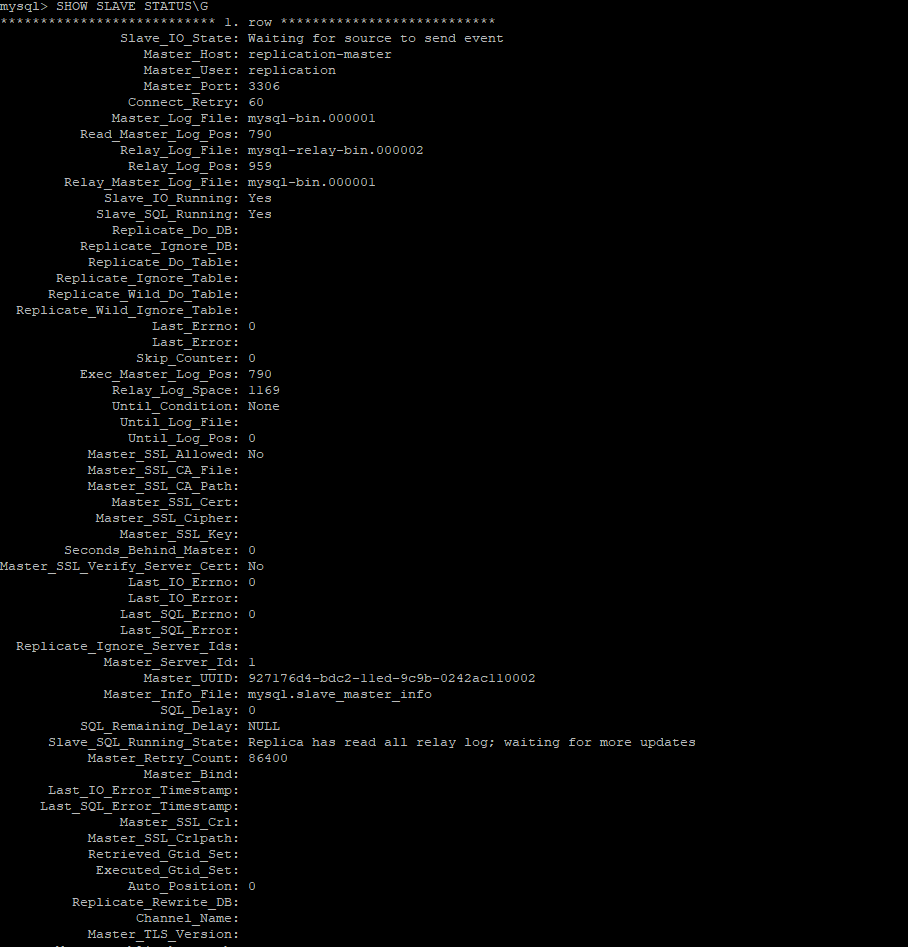 mysql> SHOW SLAVE STATUS\G
*************************** 1. row ***************************
Slave_IO_State: Waiting for source to send event
Master_Host: replication-master
Master_User: replication
Master_Port: 3306
Connect_Retry: 60
Master_Log_File: mysql-bin.000001
Read_Master_Log_Pos: 790
Relay_Log_File: mysql-relay-bin.000002
Relay_Log_Pos: 959
Relay_Master_Log_File: mysql-bin.000001
Slave_IO_Running: Yes
Slave_SQL_Running: Yes
Replicate_Do_DB:
Replicate_Ignore_DB:
Replicate_Do_Table:
Replicate_Ignore_Table:
Replicate_Wild_Do_Table:
Replicate_Wild_Ignore_Table:
Last_Errno: 0
Last_Error:
Skip_Counter: 0
Exec_Master_Log_Pos: 790
Relay_Log_Space: 1169
Until_Condition: None
Until_Log_File:
Until_Log_Pos: 0
Master_SSL_Allowed: No
Master_SSL_CA_File:
Master_SSL_CA_Path:
Master_SSL_Cert:
Master_SSL_Cipher:
Master_SSL_Key:
Seconds_Behind_Master: 0
Master_SSL_Verify_Server_Cert: No
Last_IO_Errno: 0
Last_IO_Error:
Last_SQL_Errno: 0
Last_SQL_Error:
Replicate_Ignore_Server_Ids:
Master_Server_Id: 1
Master_UUID: 927176d4-bdc2-11ed-9c9b-0242ac110002
Master_Info_File: mysql.slave_master_info
SQL_Delay: 0
SQL_Remaining_Delay: NULL
Slave_SQL_Running_State: Replica has read all relay log; waiting for more updates
Master_Retry_Count: 86400
Master_Bind:
Last_IO_Error_Timestamp:
Last_SQL_Error_Timestamp:
Master_SSL_Crl:
Master_SSL_Crlpath:
Retrieved_Gtid_Set:
Executed_Gtid_Set:
Auto_Position: 0
Replicate_Rewrite_DB:
Channel_Name:
Master_TLS_Version: